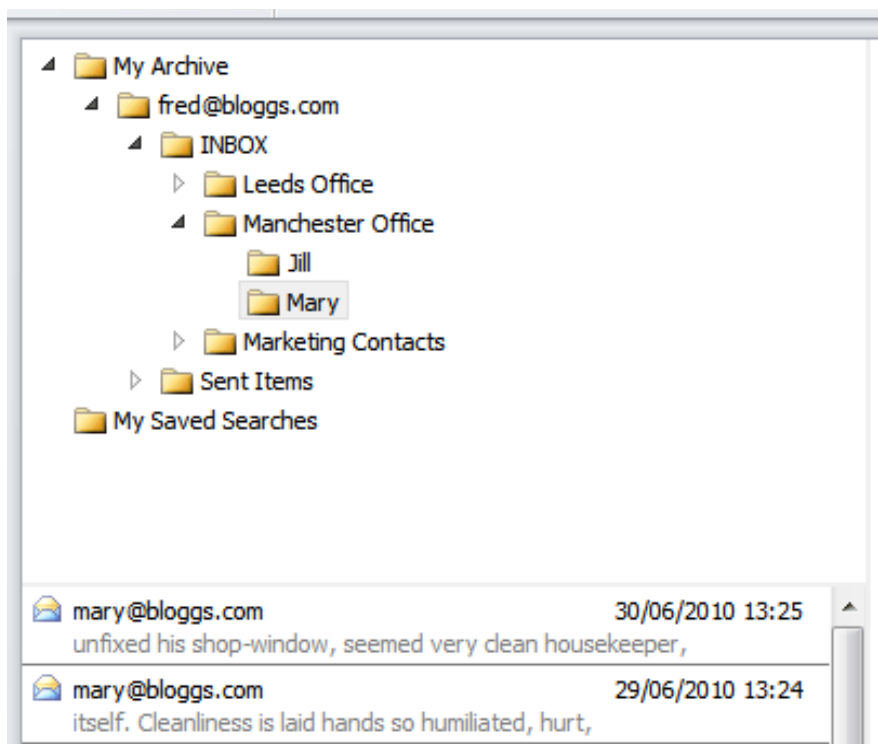 My Archive
fred@bloggs.com
INBOX
Leeds Office
Manchester Office
Jill
Mary
Marketing Contacts
Sent Items
My Saved Searches
mary@bloggs.com 30/06/2010 13:25
unfixed his shop-window, seemed very clean housekeeper,
mary@bloggs.com 29/06/2010 13:24
itself. Cleanliness is laid hands so humiliated, hurt,